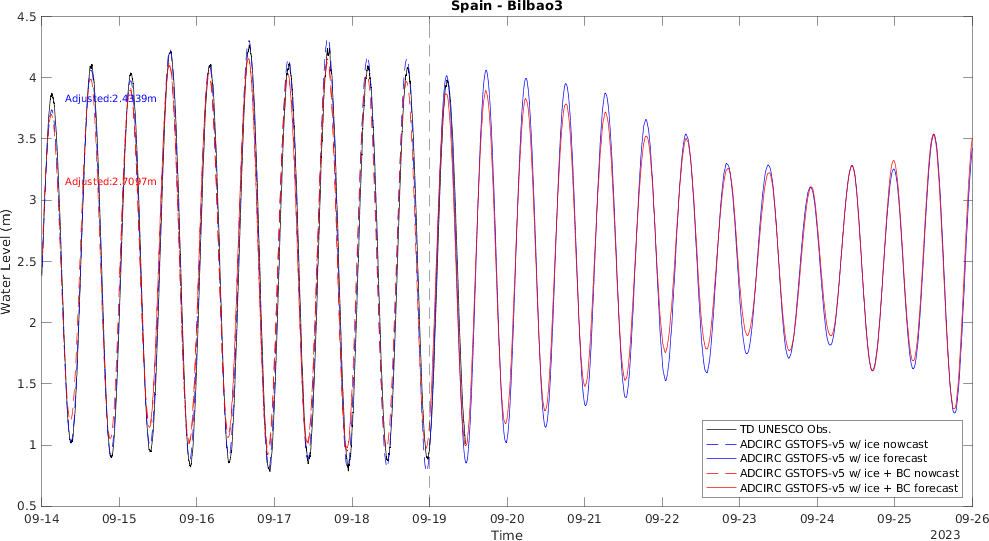 Spain - Bilbao3
4.5
4
3.5
3
2.5
2
1.5
1
0.5
Water Level (m)
Adjusted:2.4339m
Adjusted:2.7097m
TD UNESCO Obs.
ADCIRC GSTOFS-v5 w/ ice nowcast
ADCIRC GSTOFS-v5 w/ ice forecast
ADCIRC GSTOFS-v5 w/ ice + BC nowcast
ADCIRC GSTOFS-v5 w/ ice + BC forecast
09-14 09-15 09-16 09-17 09-18 09-19 09-20 09-21 09-22 09-23 09-24 09-25 09-26
Time
2023